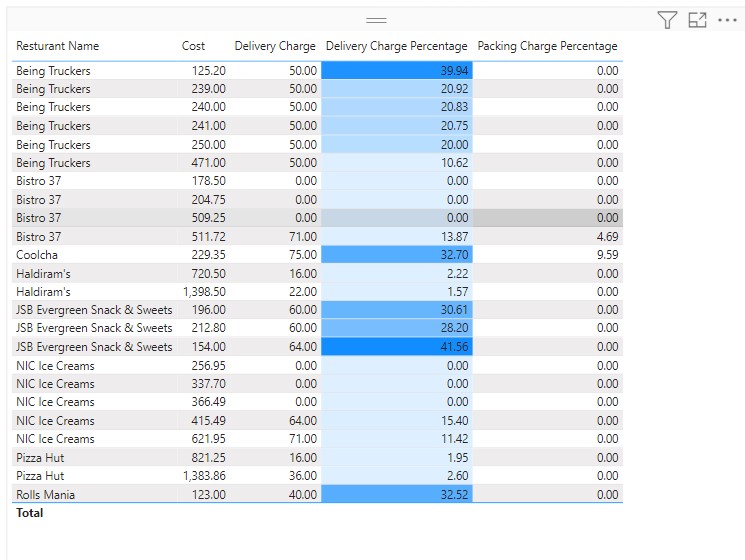 Resturant Name Cost Delivery Charge Delivery Charge Percentage Packing Charge Percentage
Being Truckers 125.20 50.00 39.94 0.00
Being Truckers 239.00 50.00 20.92 0.00
Being Truckers 240.00 50.00 20.83 0.00
Being Truckers 241.00 50.00 20.75 0.00
Being Truckers 250.00 50.00 20.00 0.00
Being Truckers 471.00 50.00 10.62 0.00
Bistro 37 178.50 0.00 0.00 0.00
Bistro 37 204.75 0.00 0.00 0.00
Bistro 37 509.25 0.00 0.00 0.00
Bistro 37 511.72 71.00 13.87 4.69
Coolcha 229.35 75.00 32.70 9.59
Haldiram's 720.50 16.00 2.22 0.00
Haldiram's 1,398.50 22.00 1.57 0.00
JSB Evergreen Snack & Sweets 196.00 60.00 30.61 0.00
JSB Evergreen Snack & Sweets 212.80 60.00 28.20 0.00
JSB Evergreen Snack & Sweets 154.00 64.00 41.56 0.00
NIC Ice Creams 256.95 0.00 0.00 0.00
NIC Ice Creams 337.70 0.00 0.00 0.00
NIC Ice Creams 366.49 0.00 0.00 0.00
NIC Ice Creams 415.49 64.00 15.40 0.00
NIC Ice Creams 621.95 71.00 11.42 0.00
Pizza Hut 821.25 16.00 1.95 0.00
Pizza Hut 1,383.86 36.00 2.60 0.00
Rolls Mania 123.00 40.00 32.52 0.00
Total